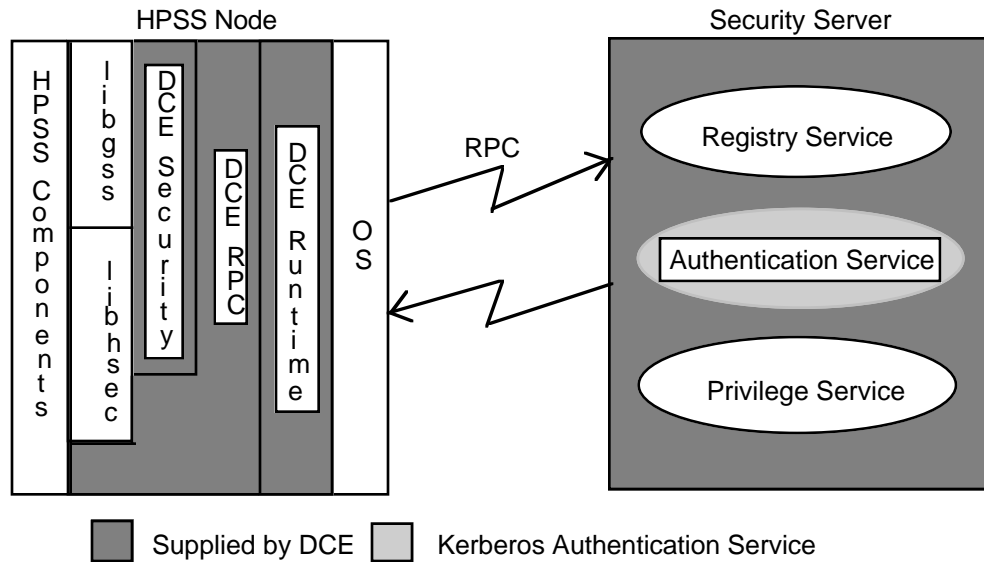 HPSS Node
Security Server
HPSS Components
libgss
libhsec
DCE Security
DCE RPC
DCE Runtime
OS
RPC
Registry Service
Authentication Service
Privilege Service
Supplied by DCE
Kerberos Authentication Service